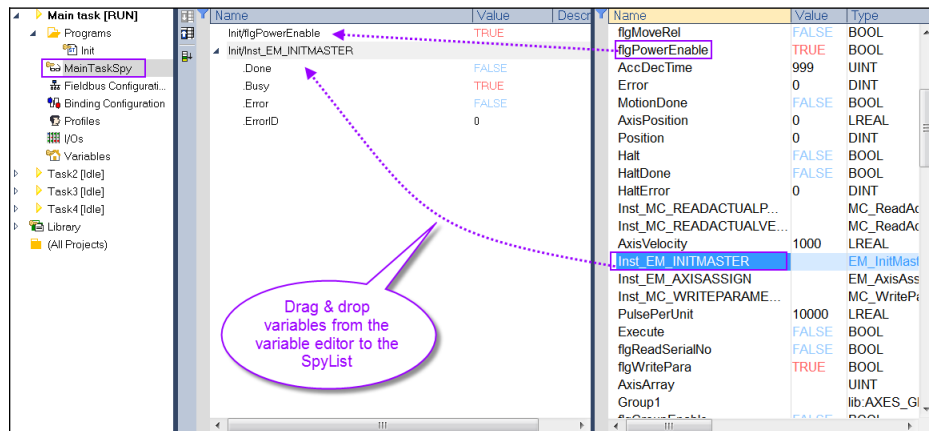 Main task [RUN]
Programs
Init
MainTaskSpy
Fieldbus Configurati...
Binding Configuration
Profiles
I/Os
Variables
Task2 [Idle]
Task3 [Idle]
Task4 [Idle]
Library
(All Projects)
Name Value Descr
Init/flgPowerEnable TRUE
Init/Inst_EM_INITMASTER
.Done FALSE
.Busy TRUE
.Error FALSE
.ErrorID 0
Drag & drop
variables from the
variable editor to the
SpyList
Name Value Type
flgMoveRel FALSE BOOL
flgPowerEnable TRUE BOOL
AccDecTime 999 UINT
Error 0 DINT
MotionDone FALSE BOOL
AxisPosition 0 LREAL
Position 0 DINT
Halt FALSE BOOL
HaltDone FALSE BOOL
HaltError 0 DINT
Inst_MC_READACTUALP... MC_ReadAc
Inst_MC_READACTUALVE... MC_ReadAc
AxisVelocity 1000 LREAL
Inst_EM_INITMASTER EM_InitMast
Inst_EM_AXISASSIGN EM_AxisAss
Inst_MC_WRITEPARAME... MC_WritePa
PulsePerUnit 10000 LREAL
Execute FALSE BOOL
flgReadSerialNo FALSE BOOL
flgWritePara TRUE BOOL
AxisArray UINT
Group1 lib:AXES_G
flgGroupEnable FALSE BOOL